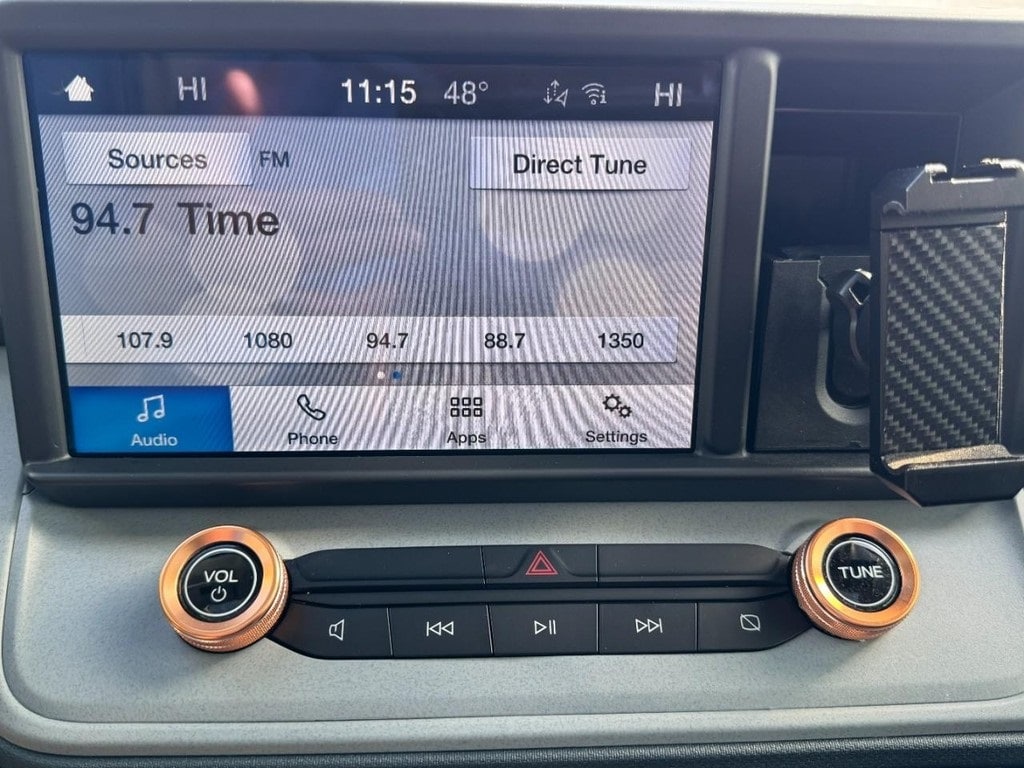 HI 11:15 48° HI
Sources FM Direct Tune
94.7 Time
107.9 1080 94.7 88.7 1350
Audio Phone Apps Settings
VOL TUNE